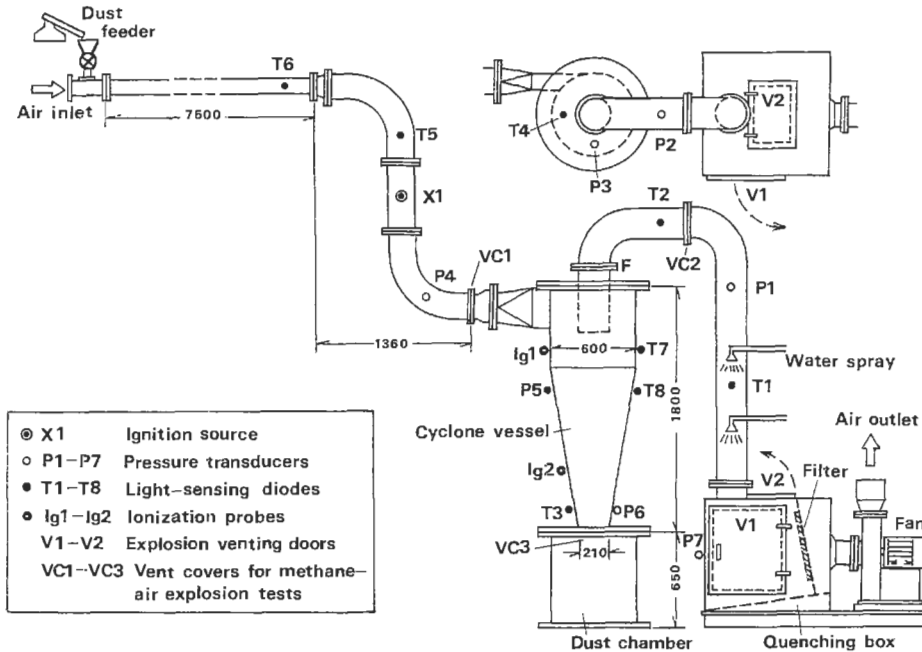 Dust
feeder
T6
Air inlet
7500
T5
X1
P4
VC1
1360
T4
P3
P2
V2
V1
T2
F
VC2
P1
Ig1
600
T7
Water spray
P5
T8
1800
T1
Air outlet
Cyclone vessel
Ig2
V2
Filter
T3
P6
V1
Fan
VC3
210
P7
650
Dust chamber
Quenching box
X1 Ignition source
P1-P7 Pressure transducers
T1-T8 Light-sensing diodes
Ig1-Ig2 Ionization probes
V1-V2 Explosion venting doors
VC1-VC3 Vent covers for methane-
air explosion tests